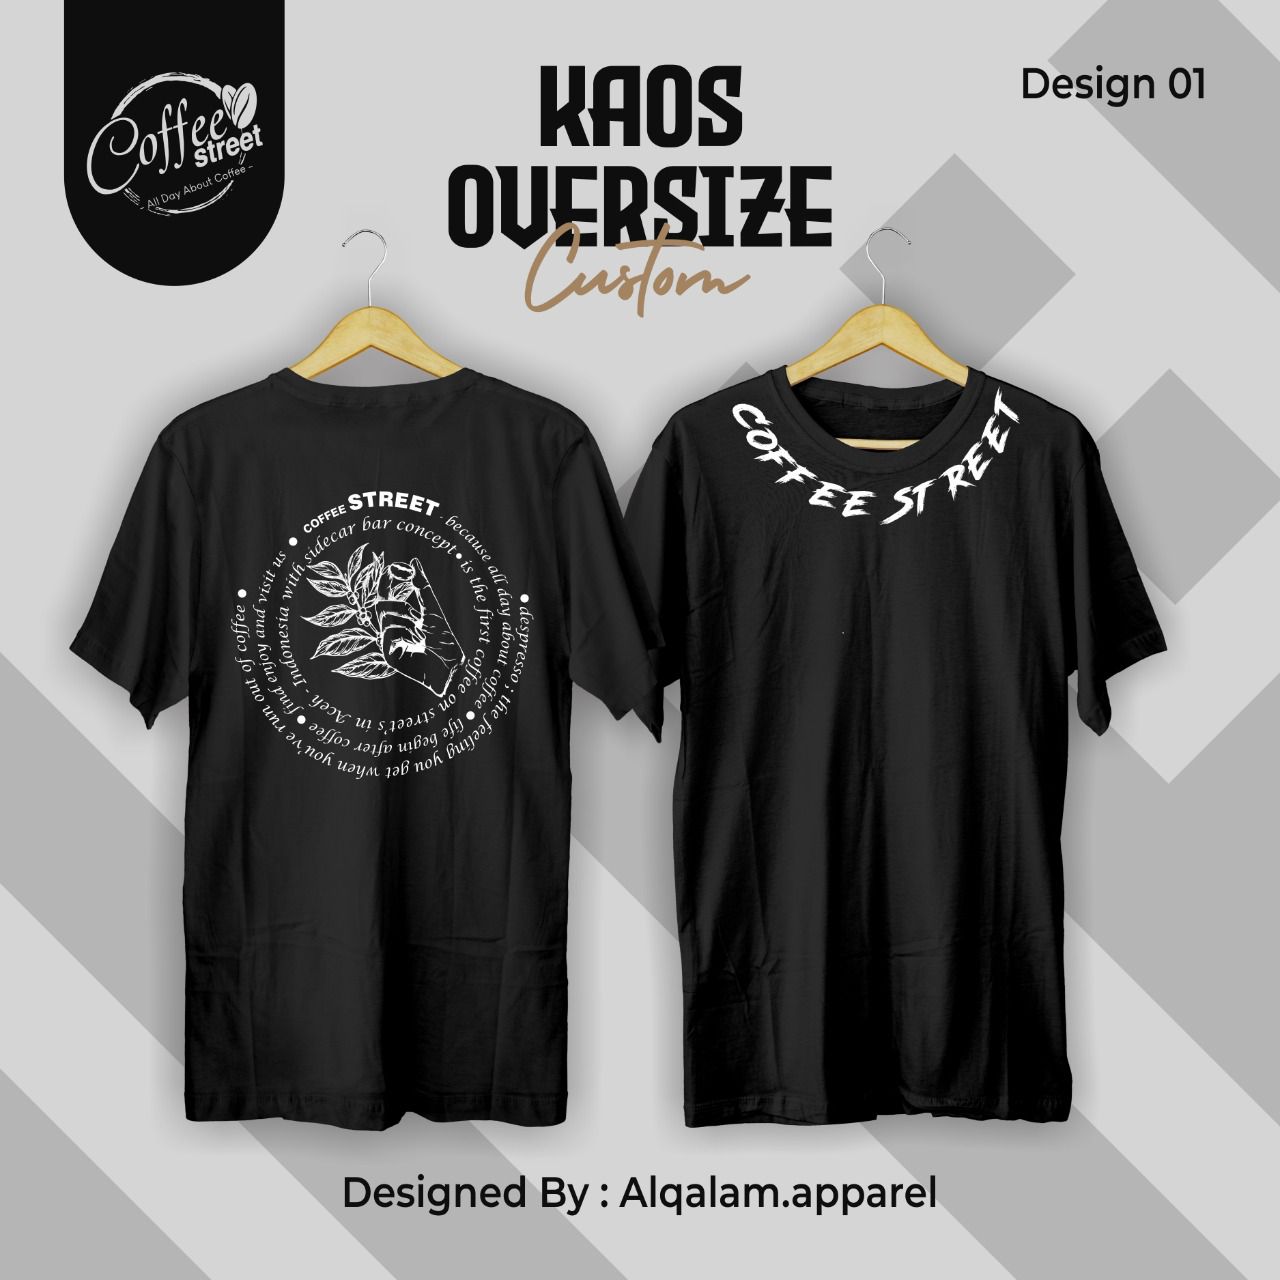 Coffee
street
- All Day About Coffee -
KAOS
OVERSIZE
Custom
Design 01
COFFEE STREET
- because all day about coffee ● life begin after coffee ● find enjoy and visit us ●
● is the first coffee on street's in Aceh - Indonesia with sidecar bar concept
● despresso ; the feeling you get when you've run out of coffee ●
COFFEE STREET
Designed By : Alqalam.apparel